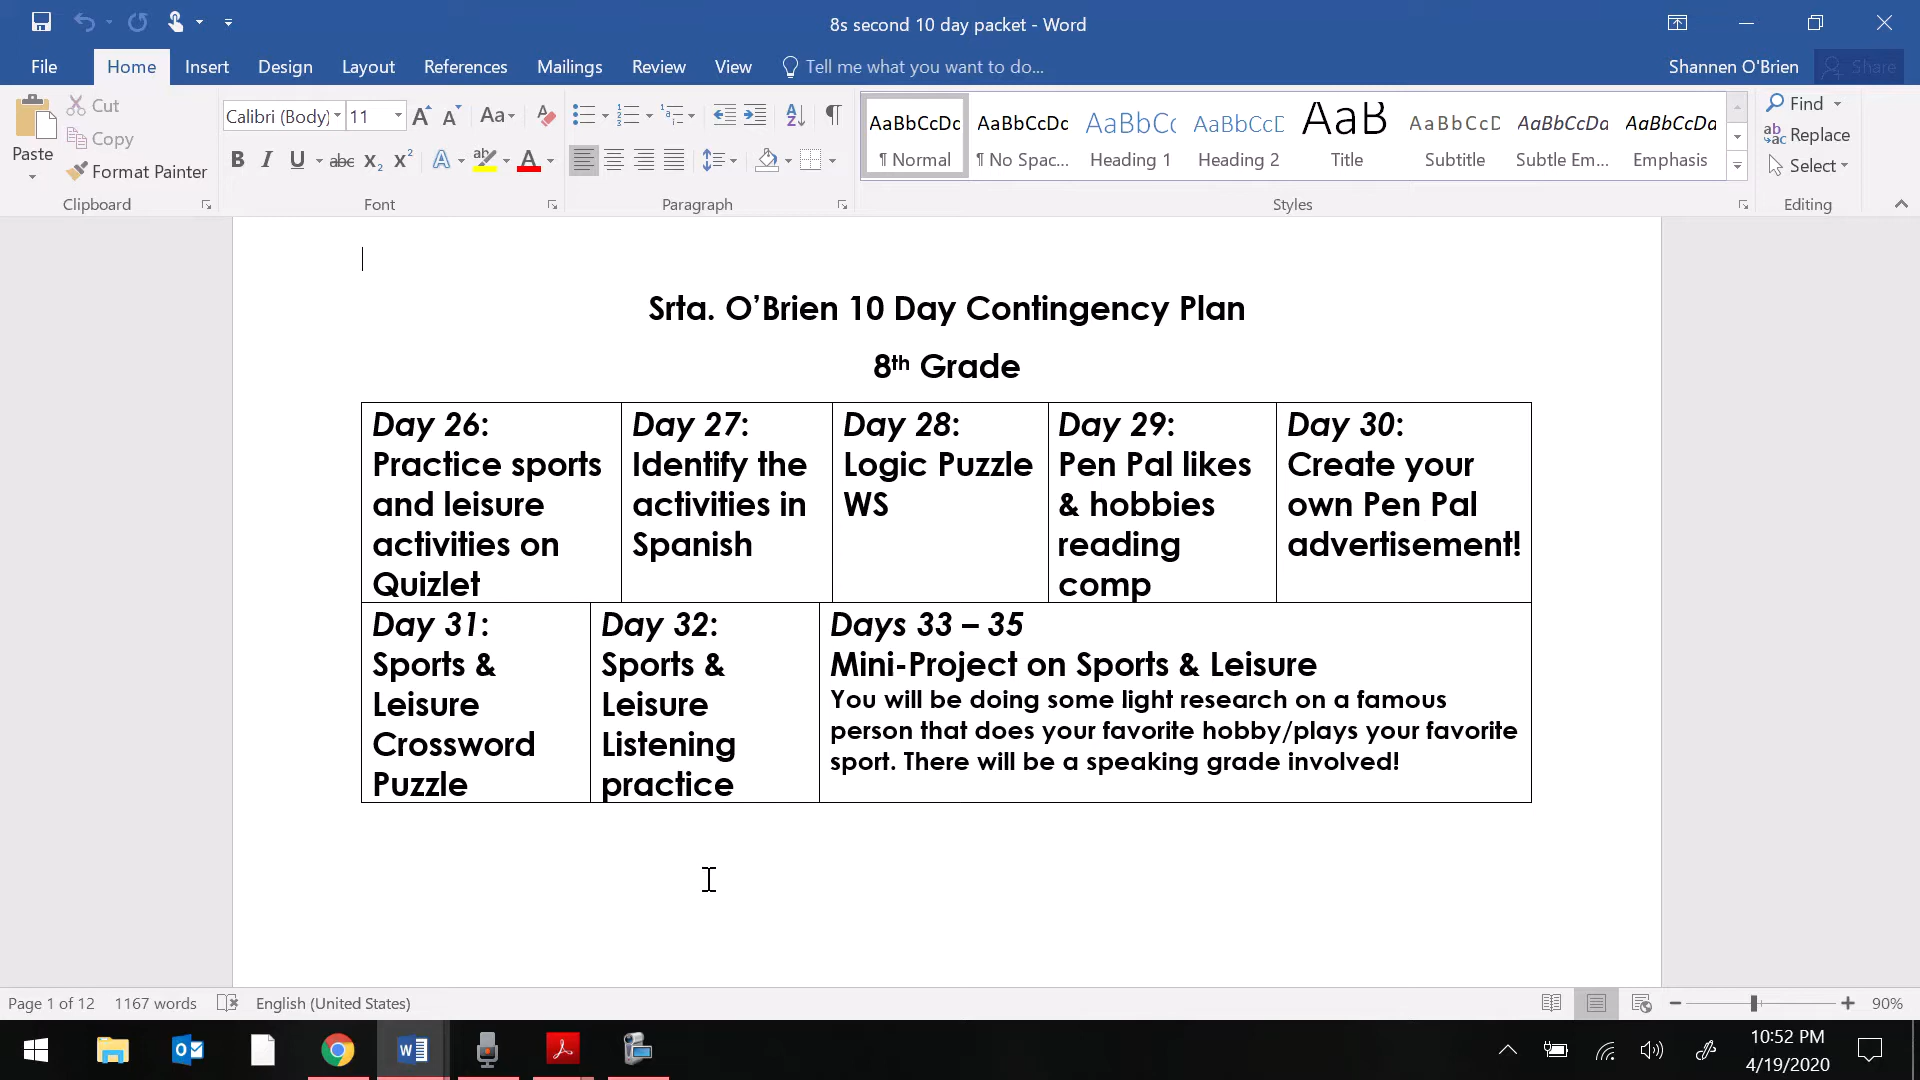 8s second 10 day packet - Word
File Home Insert Design Layout References Mailings Review View Tell me what you want to do... Shannen O'Brien Share
Paste
Cut
Copy
Format Painter
Clipboard
Calibri (Body) 11
Font
Paragraph
AaBbCcDc AaBbCcDc AaBbCc AaBbCcD AaB AaBbCcD AaBbCcDa AaBbCcDa
¶ Normal ¶ No Spac... Heading 1 Heading 2 Title Subtitle Subtle Em... Emphasis
Styles
Find
Replace
Select
Editing
Srta. O’Brien 10 Day Contingency Plan
8th Grade
Day 26:
Practice sports
and leisure
activities on
Quizlet
Day 27:
Identify the
activities in
Spanish
Day 28:
Logic Puzzle
WS
Day 29:
Pen Pal likes
& hobbies
reading
comp
Day 30:
Create your
own Pen Pal
advertisement!
Day 31:
Sports &
Leisure
Crossword
Puzzle
Day 32:
Sports &
Leisure
Listening
practice
Days 33 – 35
Mini-Project on Sports & Leisure
You will be doing some light research on a famous
person that does your favorite hobby/plays your favorite
sport. There will be a speaking grade involved!
Page 1 of 12 1167 words English (United States) 90%
10:52 PM
4/19/2020